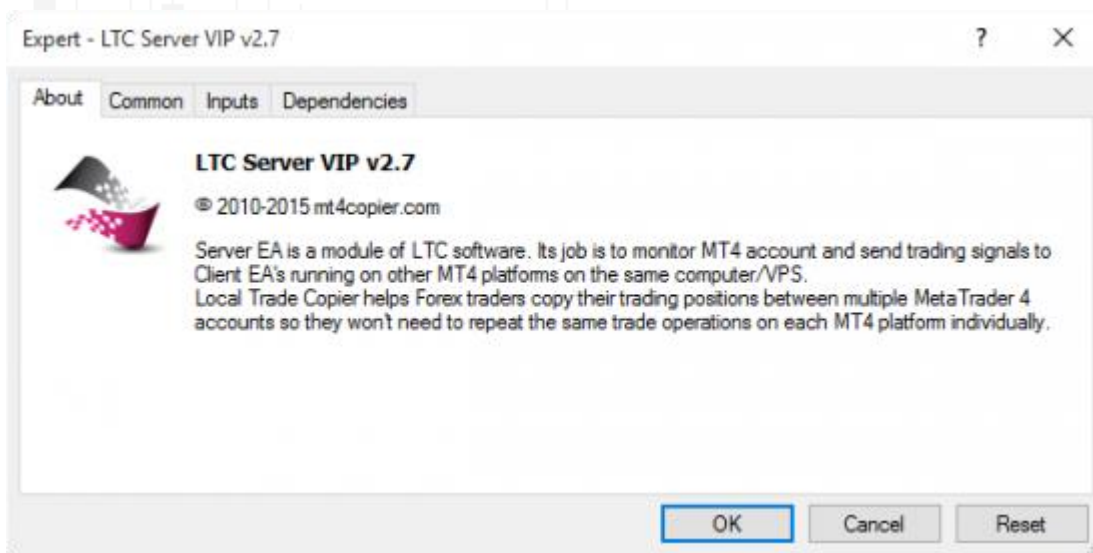 Expert - LTC Server VIP v2.7 ?
About Common Inputs Dependencies
LTC Server VIP v2.7
© 2010-2015 mt4copier.com
Server EA is a module of LTC software. Its job is to monitor MT4 account and send trading signals to
Client EA's running on other MT4 platforms on the same computer/VPS.
Local Trade Copier helps Forex traders copy their trading positions between multiple MetaTrader 4
accounts so they won't need to repeat the same trade operations on each MT4 platform individually.
OK Cancel Reset